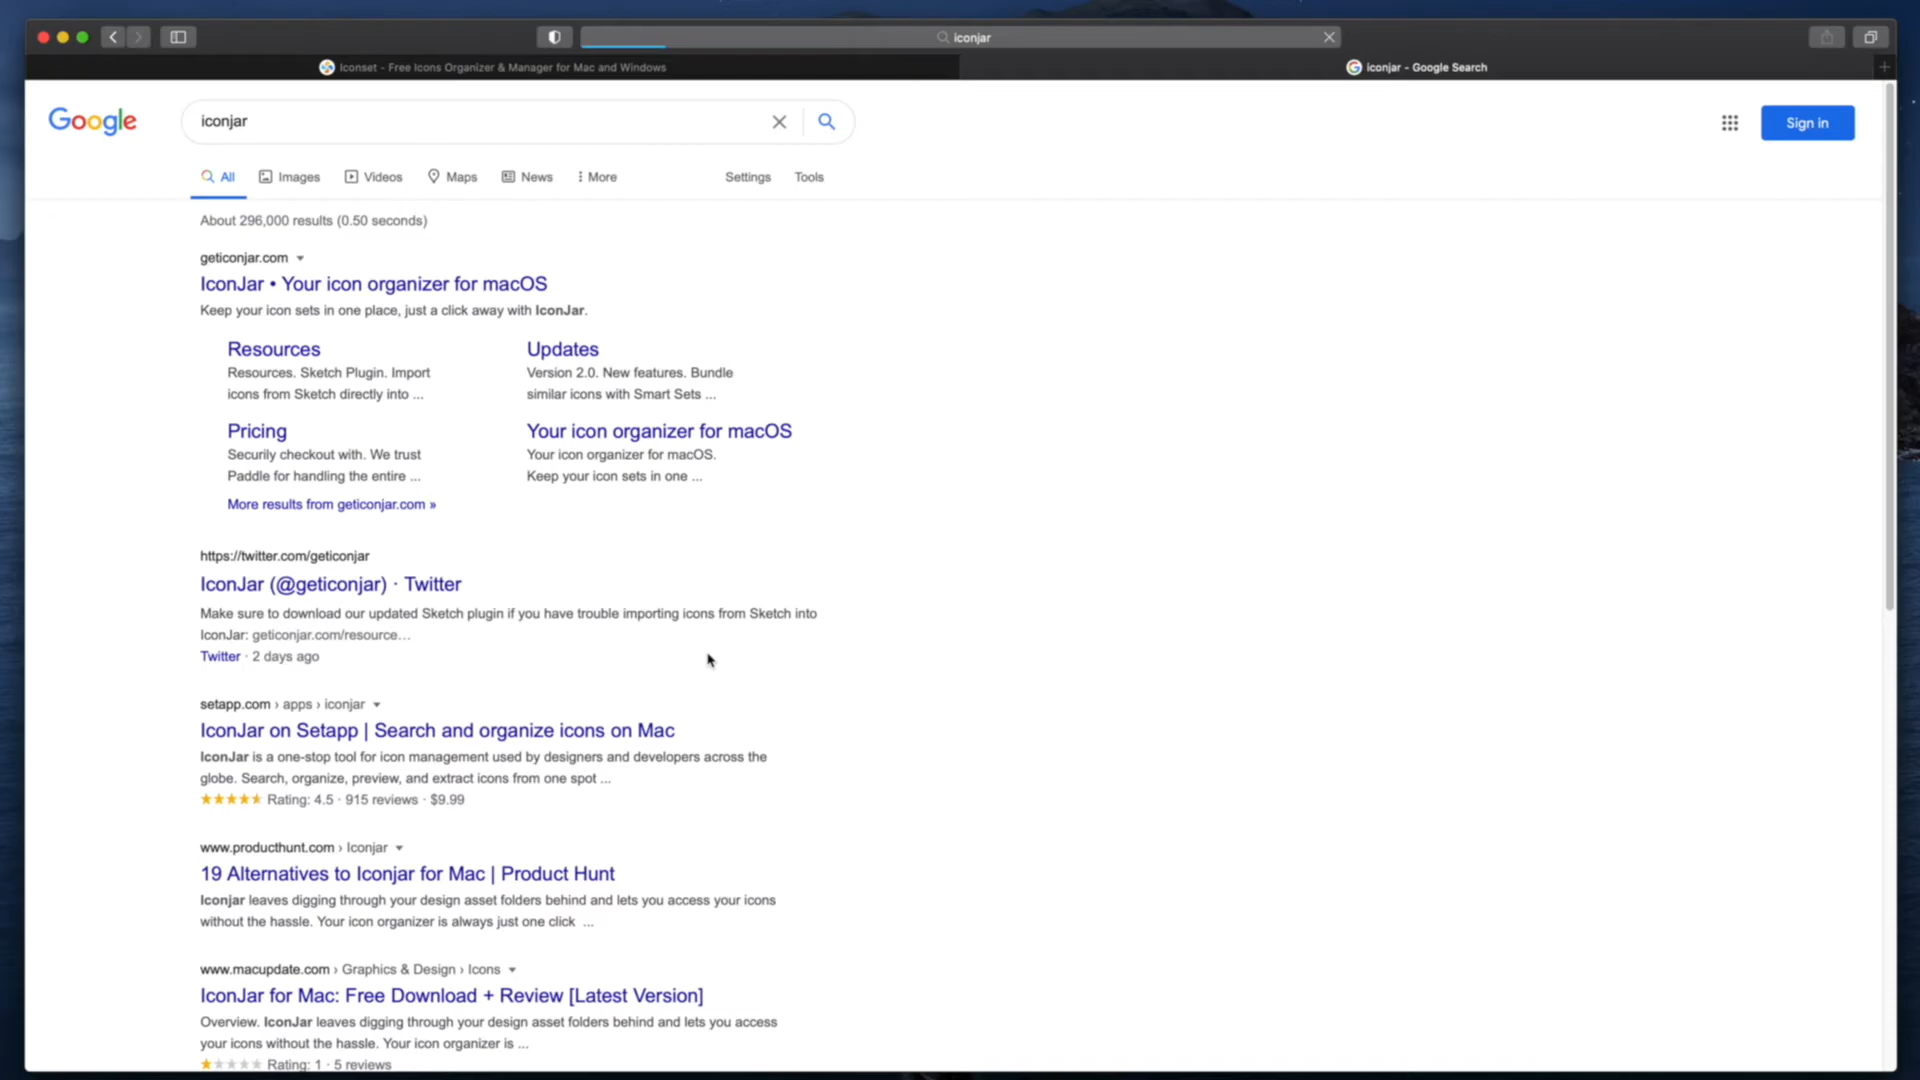 iconjar
Iconset - Free Icons Organizer & Manager for Mac and Windows
iconjar - Google Search
Google
iconjar
Sign in
All Images Videos Maps News More Settings Tools
About 296,000 results (0.50 seconds)
geticonjar.com
IconJar • Your icon organizer for macOS
Keep your icon sets in one place, just a click away with IconJar.
Resources
Resources. Sketch Plugin. Import
icons from Sketch directly into ...
Updates
Version 2.0. New features. Bundle
similar icons with Smart Sets ...
Pricing
Securily checkout with. We trust
Paddle for handling the entire ...
Your icon organizer for macOS
Your icon organizer for macOS.
Keep your icon sets in one ...
More results from geticonjar.com »
https://twitter.com/geticonjar
IconJar (@geticonjar) · Twitter
Make sure to download our updated Sketch plugin if you have trouble importing icons from Sketch into
IconJar: geticonjar.com/resource…
Twitter · 2 days ago
setapp.com › apps › iconjar
IconJar on Setapp | Search and organize icons on Mac
IconJar is a one-stop tool for icon management used by designers and developers across the
globe. Search, organize, preview, and extract icons from one spot ...
Rating: 4.5 · 915 reviews · $9.99
www.producthunt.com › Iconjar
19 Alternatives to Iconjar for Mac | Product Hunt
Iconjar leaves digging through your design asset folders behind and lets you access your icons
without the hassle. Your icon organizer is always just one click ...
www.macupdate.com › Graphics & Design › Icons
IconJar for Mac: Free Download + Review [Latest Version]
Overview. IconJar leaves digging through your design asset folders behind and lets you access
your icons without the hassle. Your icon organizer is ...
Rating: 1 · 5 reviews